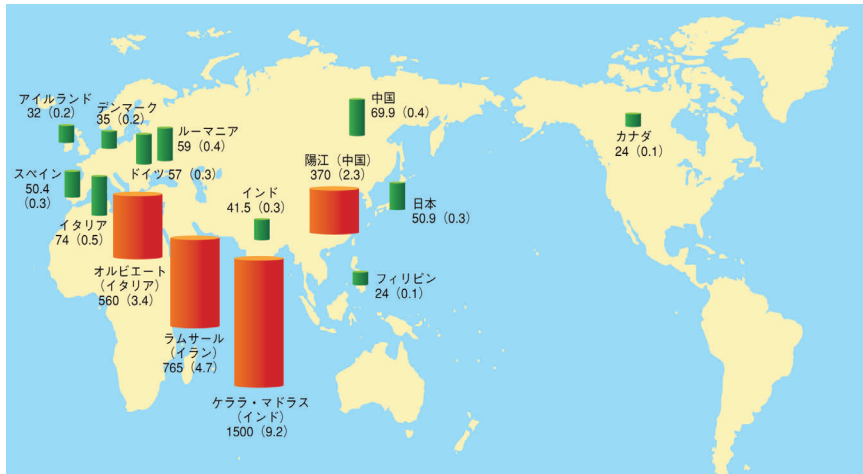 アイルランド
32（0.2）
デンマーク
35（0.2）
ルーマニア
59（0.4）
ドイツ 57（0.3）
スペイン
50.4
（0.3）
イタリア
74（0.5）
オルビエート
（イタリア）
560（3.4）
ラムサール
（イラン）
765（4.7）
インド
41.5（0.3）
ケララ・マドラス
（インド）
1500（9.2）
中国
69.9（0.4）
陽江（中国）
370（2.3）
日本
50.9（0.3）
フィリピン
24（0.1）
カナダ
24（0.1）